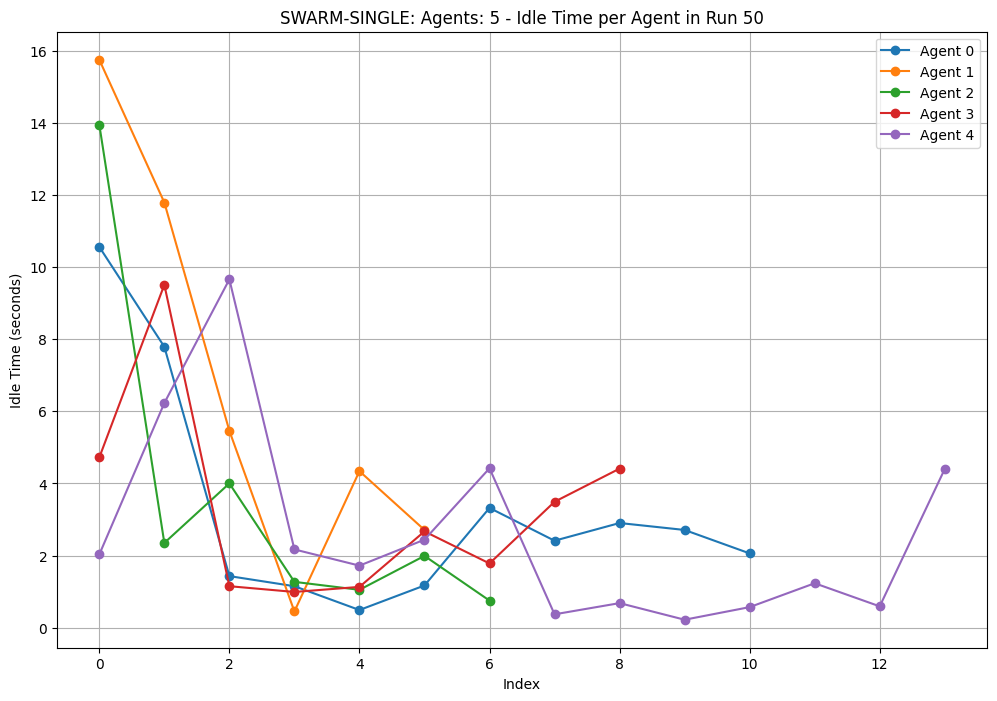 SWARM-SINGLE: Agents: 5 - Idle Time per Agent in Run 50
Agent 0
Agent 1
Agent 2
Agent 3
Agent 4
Idle Time (seconds)
16
14
12
10
8
6
4
2
0
0 2 4 6 8 10 12
Index